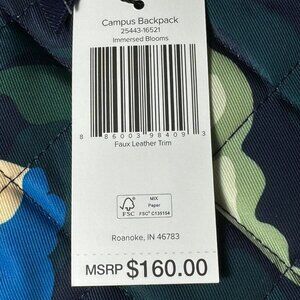 Campus Backpack
25443-16521
Immersed Blooms
8 86003 98409 3
Faux Leather Trim
FSC
MIX
Paper
FSC® C135154
Roanoke, IN 46783
MSRP $160.00